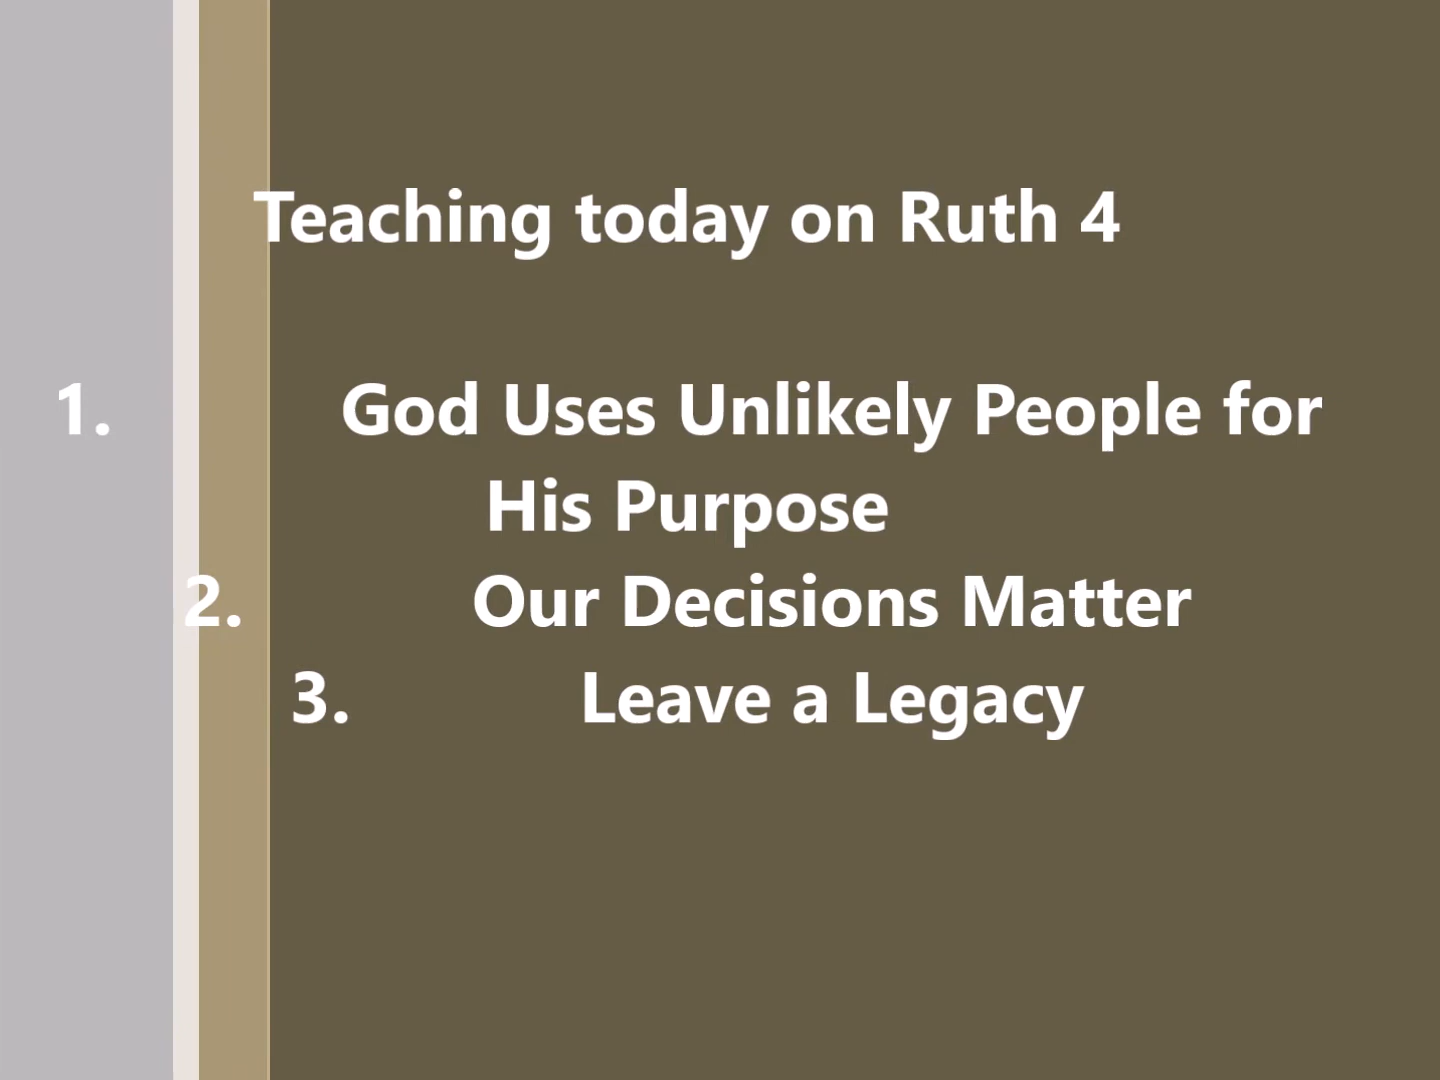 Teaching today on Ruth 4
1. God Uses Unlikely People for
His Purpose
2. Our Decisions Matter
3. Leave a Legacy